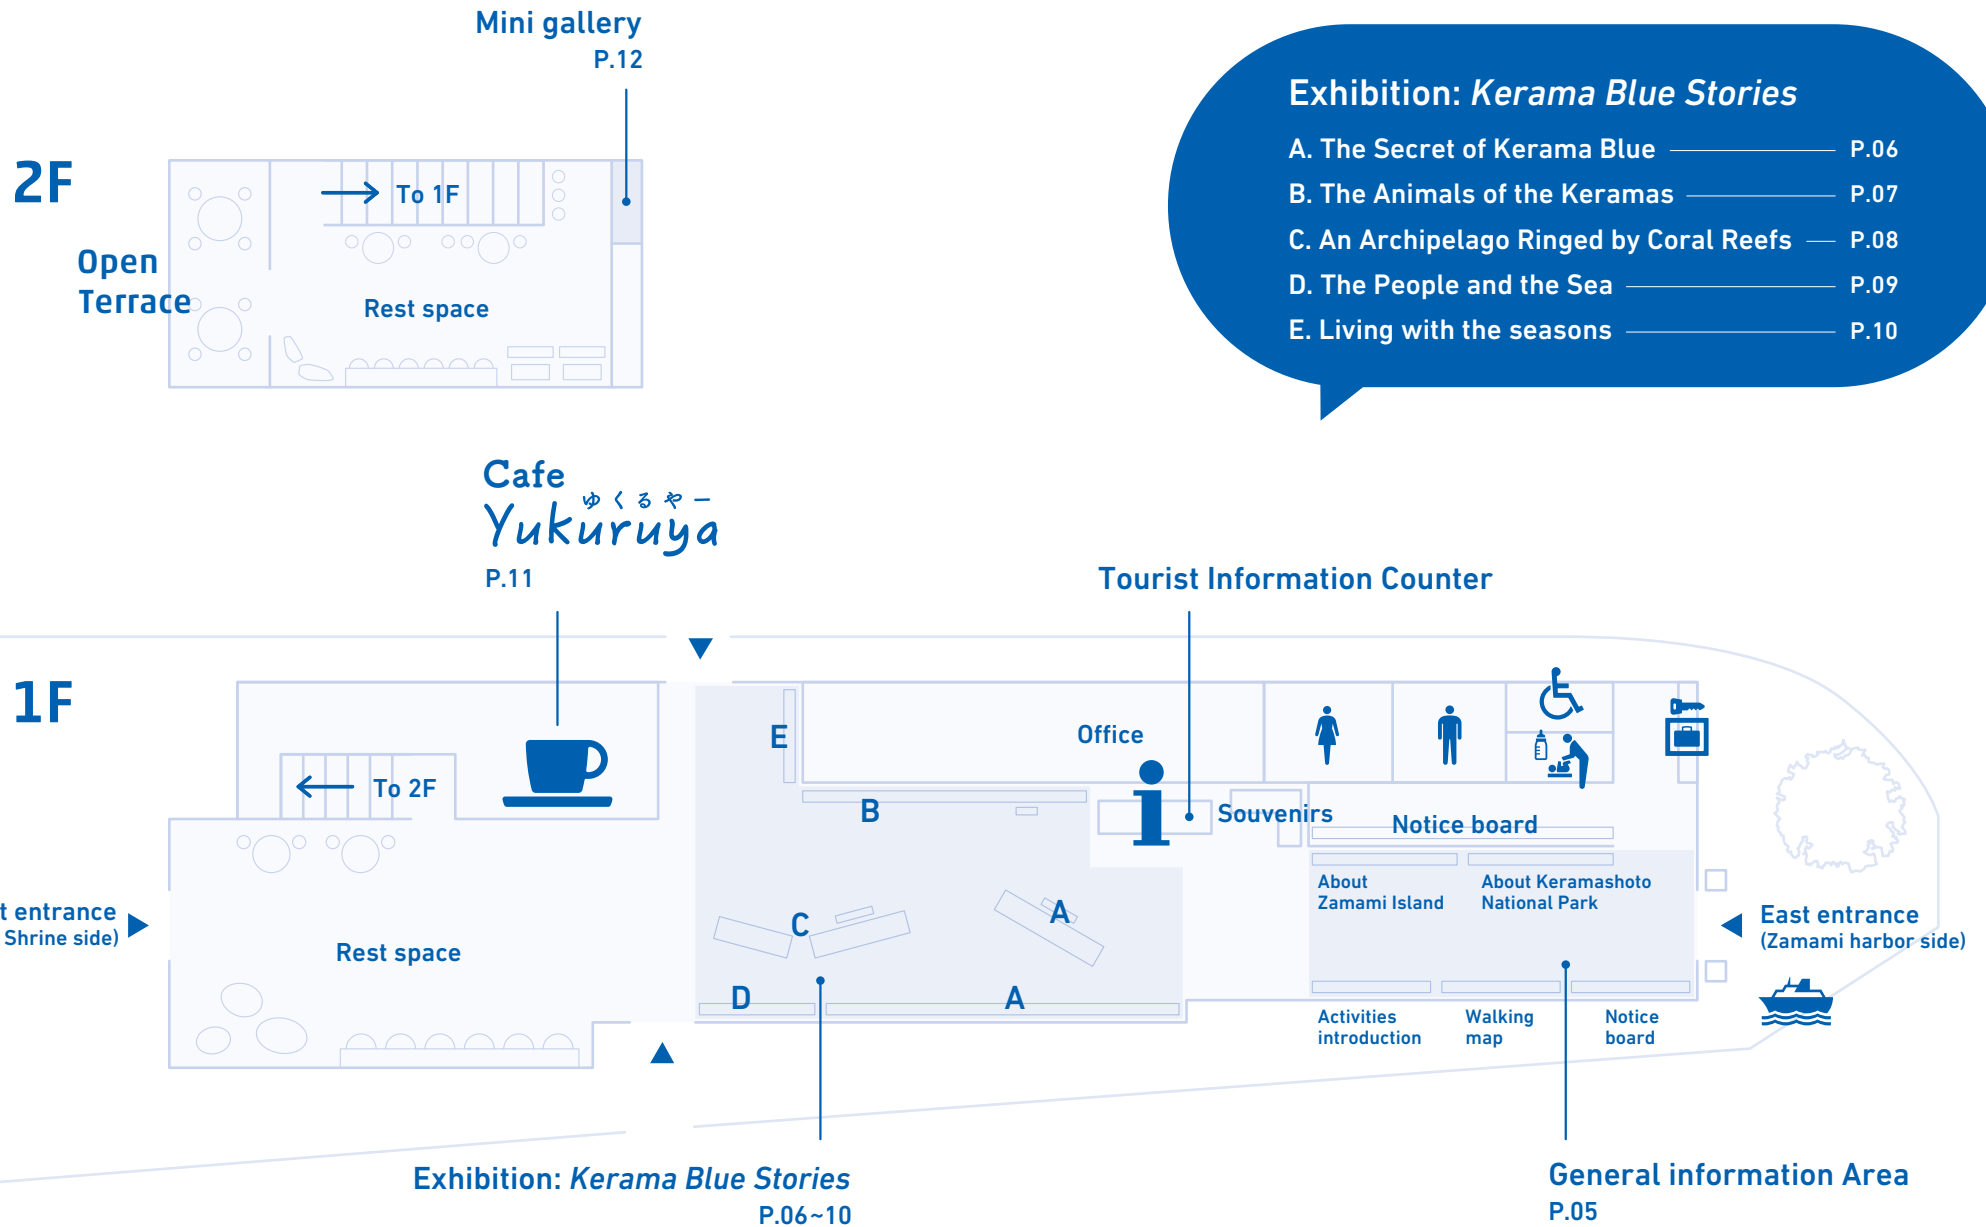 Mini gallery
P.12
Exhibition: Kerama Blue Stories
A. The Secret of Kerama Blue P.06
B. The Animals of the Keramas P.07
C. An Archipelago Ringed by Coral Reefs P.08
D. The People and the Sea P.09
E. Living with the seasons P.10
2F
To 1F
Open
Terrace
Rest space
Cafe
ゆくるやー
Yukuruya
P.11
Tourist Information Counter
1F
E
Office
To 2F
B
Souvenirs
Notice board
About
Zamami Island
About Keramashoto
National Park
t entrance
Shrine side)
C
A
East entrance
(Zamami harbor side)
Rest space
D
A
Activities
introduction
Walking
map
Notice
board
Exhibition: Kerama Blue Stories
P.06~10
General information Area
P.05